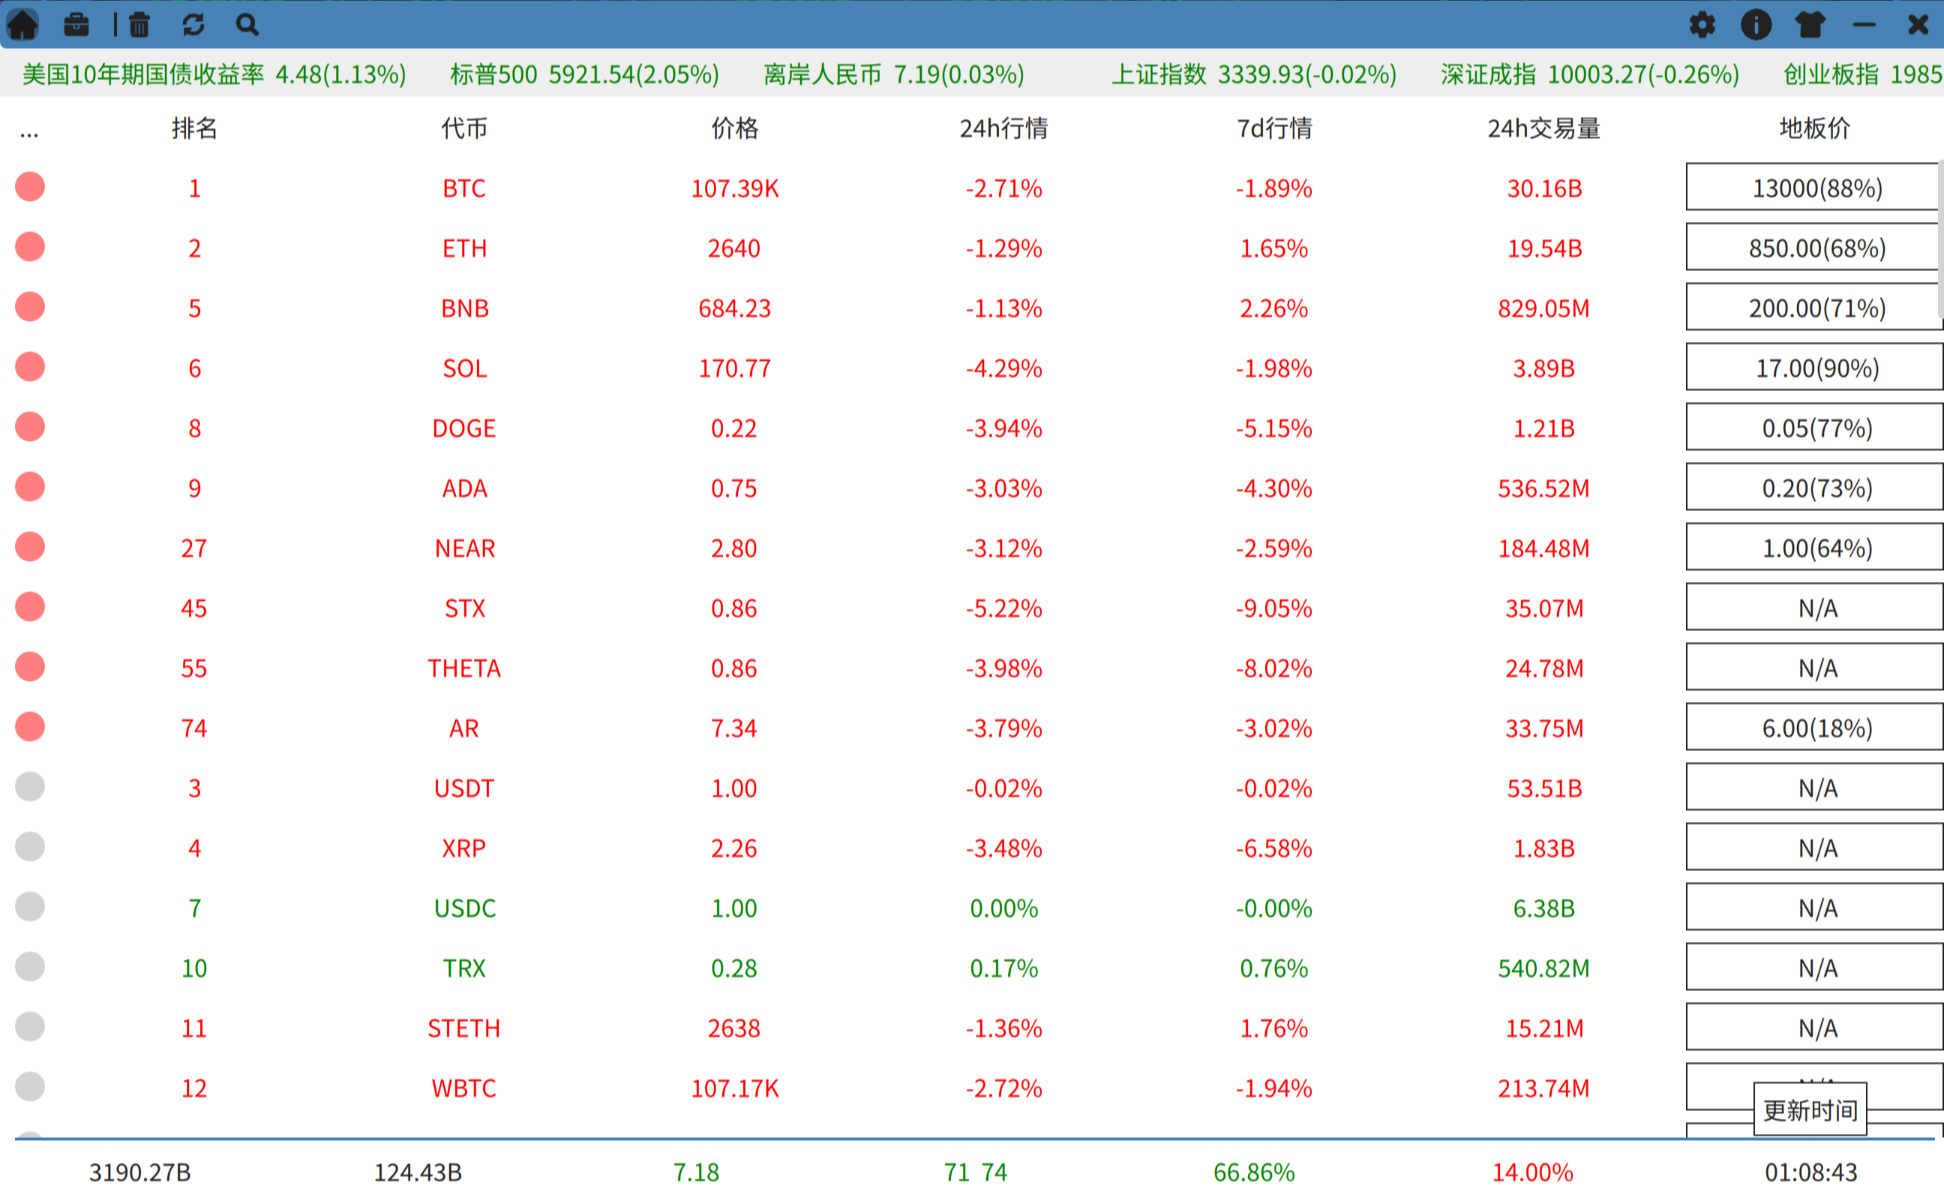 美国10年期国债收益率 4.48(1.13%) 标普500 5921.54(2.05%) 离岸人民币 7.19(0.03%) 上证指数 3339.93(-0.02%) 深证成指 10003.27(-0.26%) 创业板指 1985
... 排名 代币 价格 24h行情 7d行情 24h交易量 地板价
1 BTC 107.39K -2.71% -1.89% 30.16B 13000(88%)
2 ETH 2640 -1.29% 1.65% 19.54B 850.00(68%)
5 BNB 684.23 -1.13% 2.26% 829.05M 200.00(71%)
6 SOL 170.77 -4.29% -1.98% 3.89B 17.00(90%)
8 DOGE 0.22 -3.94% -5.15% 1.21B 0.05(77%)
9 ADA 0.75 -3.03% -4.30% 536.52M 0.20(73%)
27 NEAR 2.80 -3.12% -2.59% 184.48M 1.00(64%)
45 STX 0.86 -5.22% -9.05% 35.07M N/A
55 THETA 0.86 -3.98% -8.02% 24.78M N/A
74 AR 7.34 -3.79% -3.02% 33.75M 6.00(18%)
3 USDT 1.00 -0.02% -0.02% 53.51B N/A
4 XRP 2.26 -3.48% -6.58% 1.83B N/A
7 USDC 1.00 0.00% -0.00% 6.38B N/A
10 TRX 0.28 0.17% 0.76% 540.82M N/A
11 STETH 2638 -1.36% 1.76% 15.21M N/A
12 WBTC 107.17K -2.72% -1.94% 213.74M
更新时间
3190.27B 124.43B 7.18 71 74 66.86% 14.00% 01:08:43